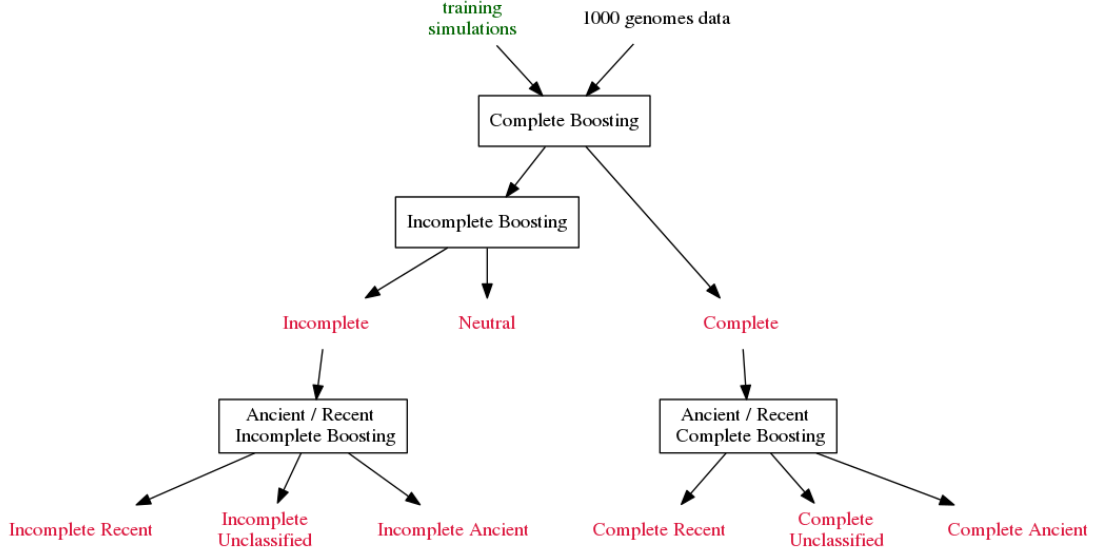 training
simulations
1000 genomes data
Complete Boosting
Incomplete Boosting
Incomplete
Neutral
Complete
Ancient / Recent
Incomplete Boosting
Ancient / Recent
Complete Boosting
Incomplete Recent
Incomplete
Unclassified
Incomplete Ancient
Complete Recent
Complete
Unclassified
Complete Ancient